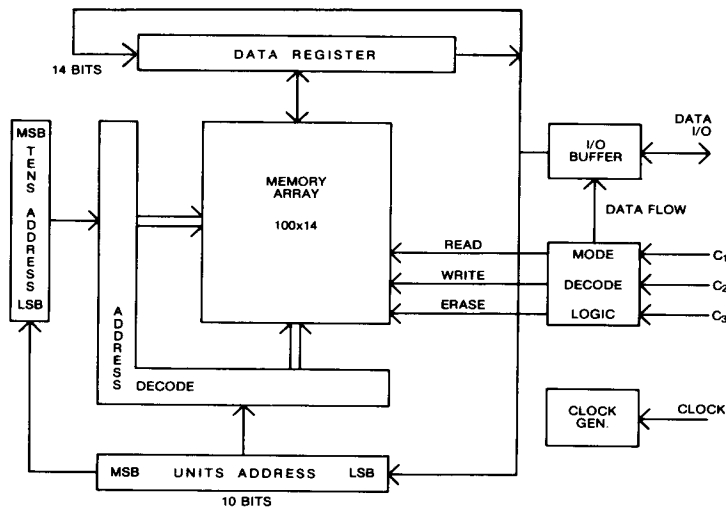 DATA REGISTER
14 BITS
MSB
TENS ADDRESS
LSB
MEMORY
ARRAY
100x14
I/O
BUFFER
DATA
I/O
DATA FLOW
READ
WRITE
ERASE
MODE
DECODE
LOGIC
C1
C2
C3
ADDRESS
DECODE
CLOCK
GEN.
CLOCK
MSB
UNITS ADDRESS
LSB
10 BITS